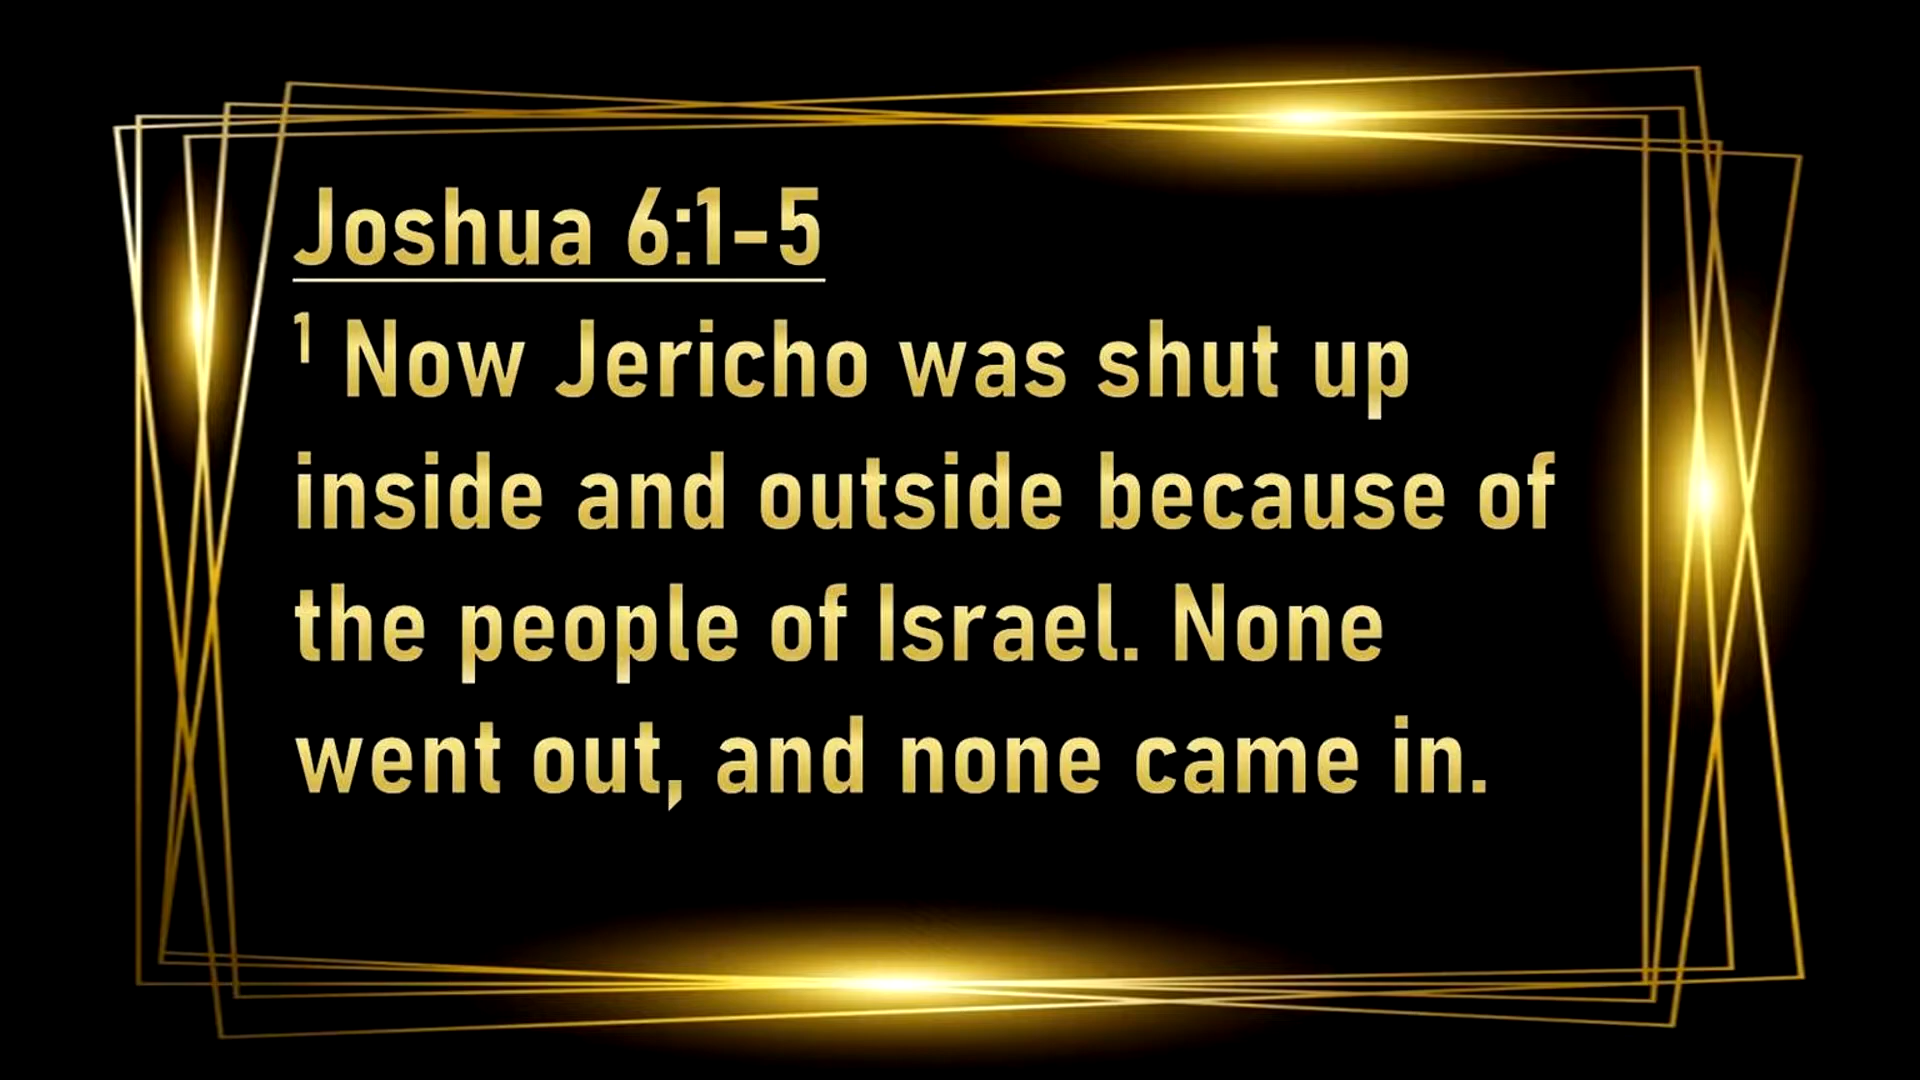 Joshua 6:1-5
1 Now Jericho was shut up
inside and outside because of
the people of Israel. None
went out, and none came in.